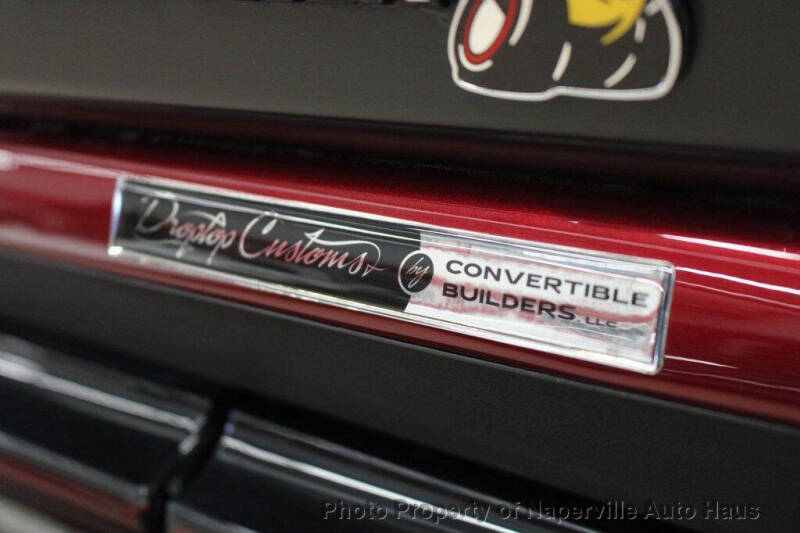 Droptop Customs by CONVERTIBLE
BUILDERS, LLC
Photo Property of Naperville Auto Haus